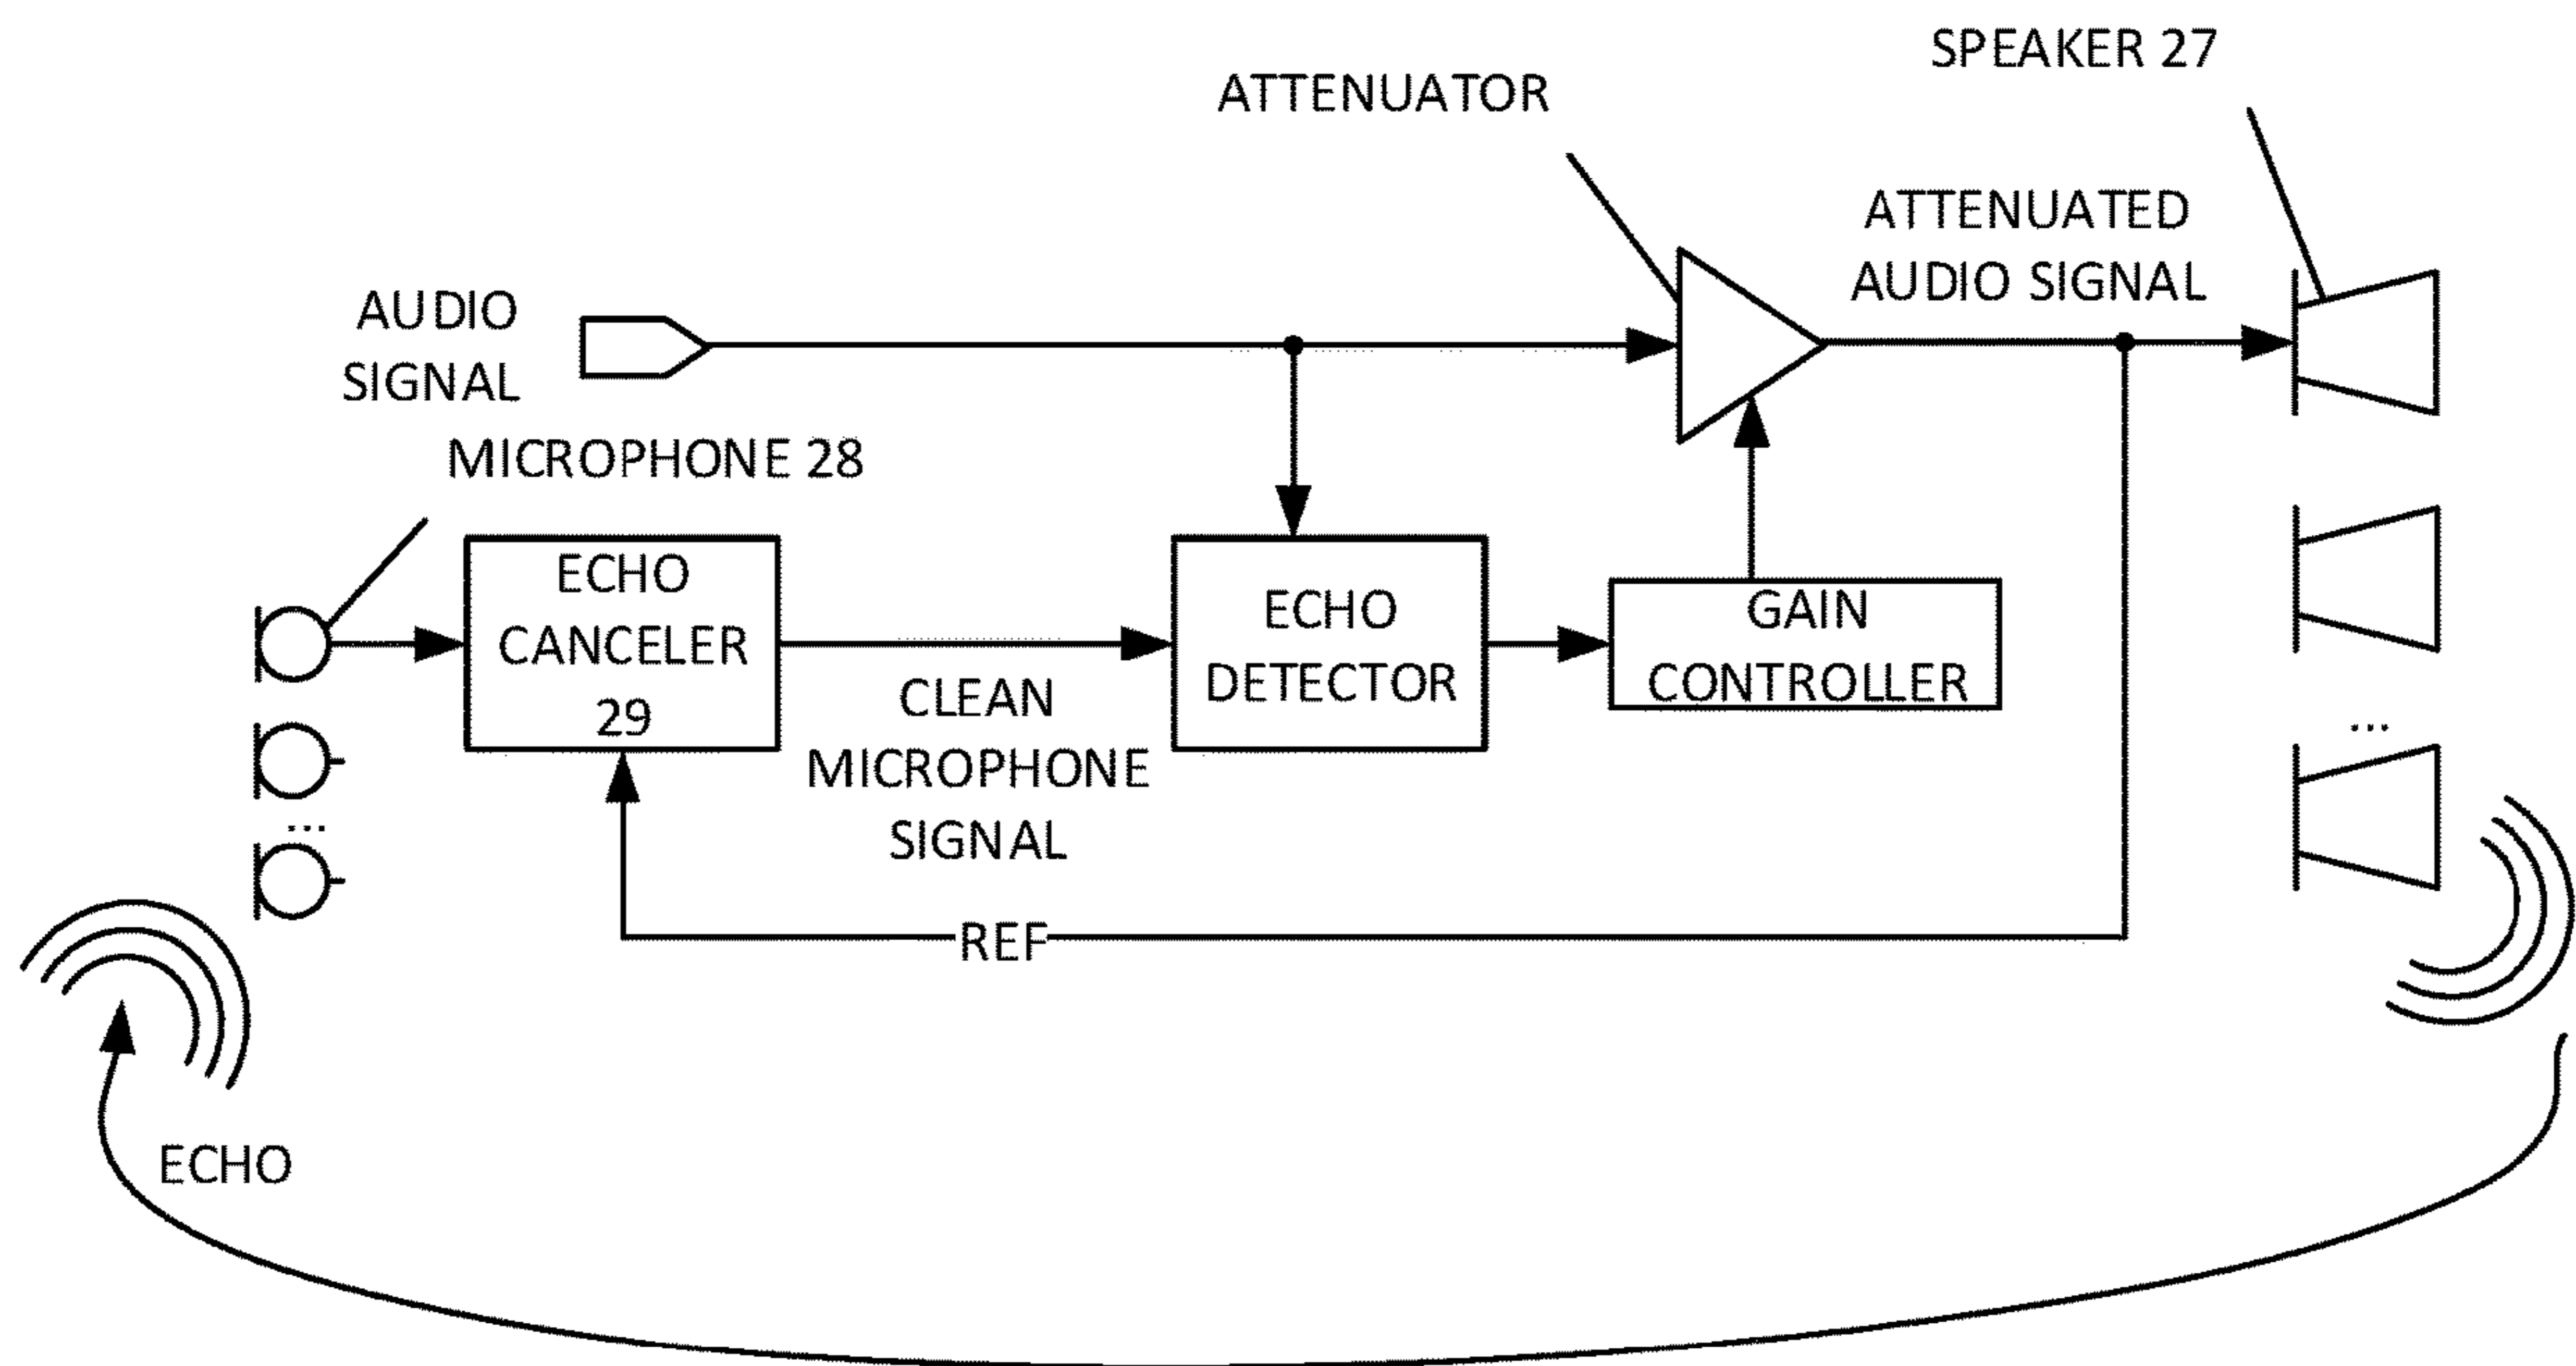 SPEAKER 27
ATTENUATOR
ATTENUATED
AUDIO SIGNAL
AUDIO
SIGNAL
MICROPHONE 28
ECHO
CANCELER
29
CLEAN
MICROPHONE
SIGNAL
ECHO
DETECTOR
GAIN
CONTROLLER
...
...
REF
ECHO